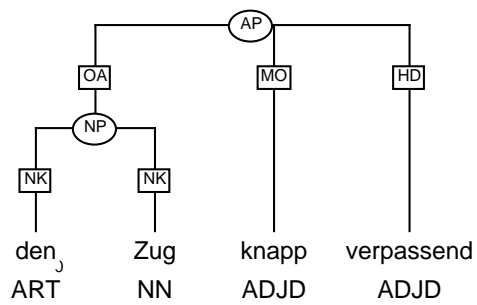 AP
OA MO HD
NP
NK NK
den Zug knapp verpassend
ART NN ADJD ADJD